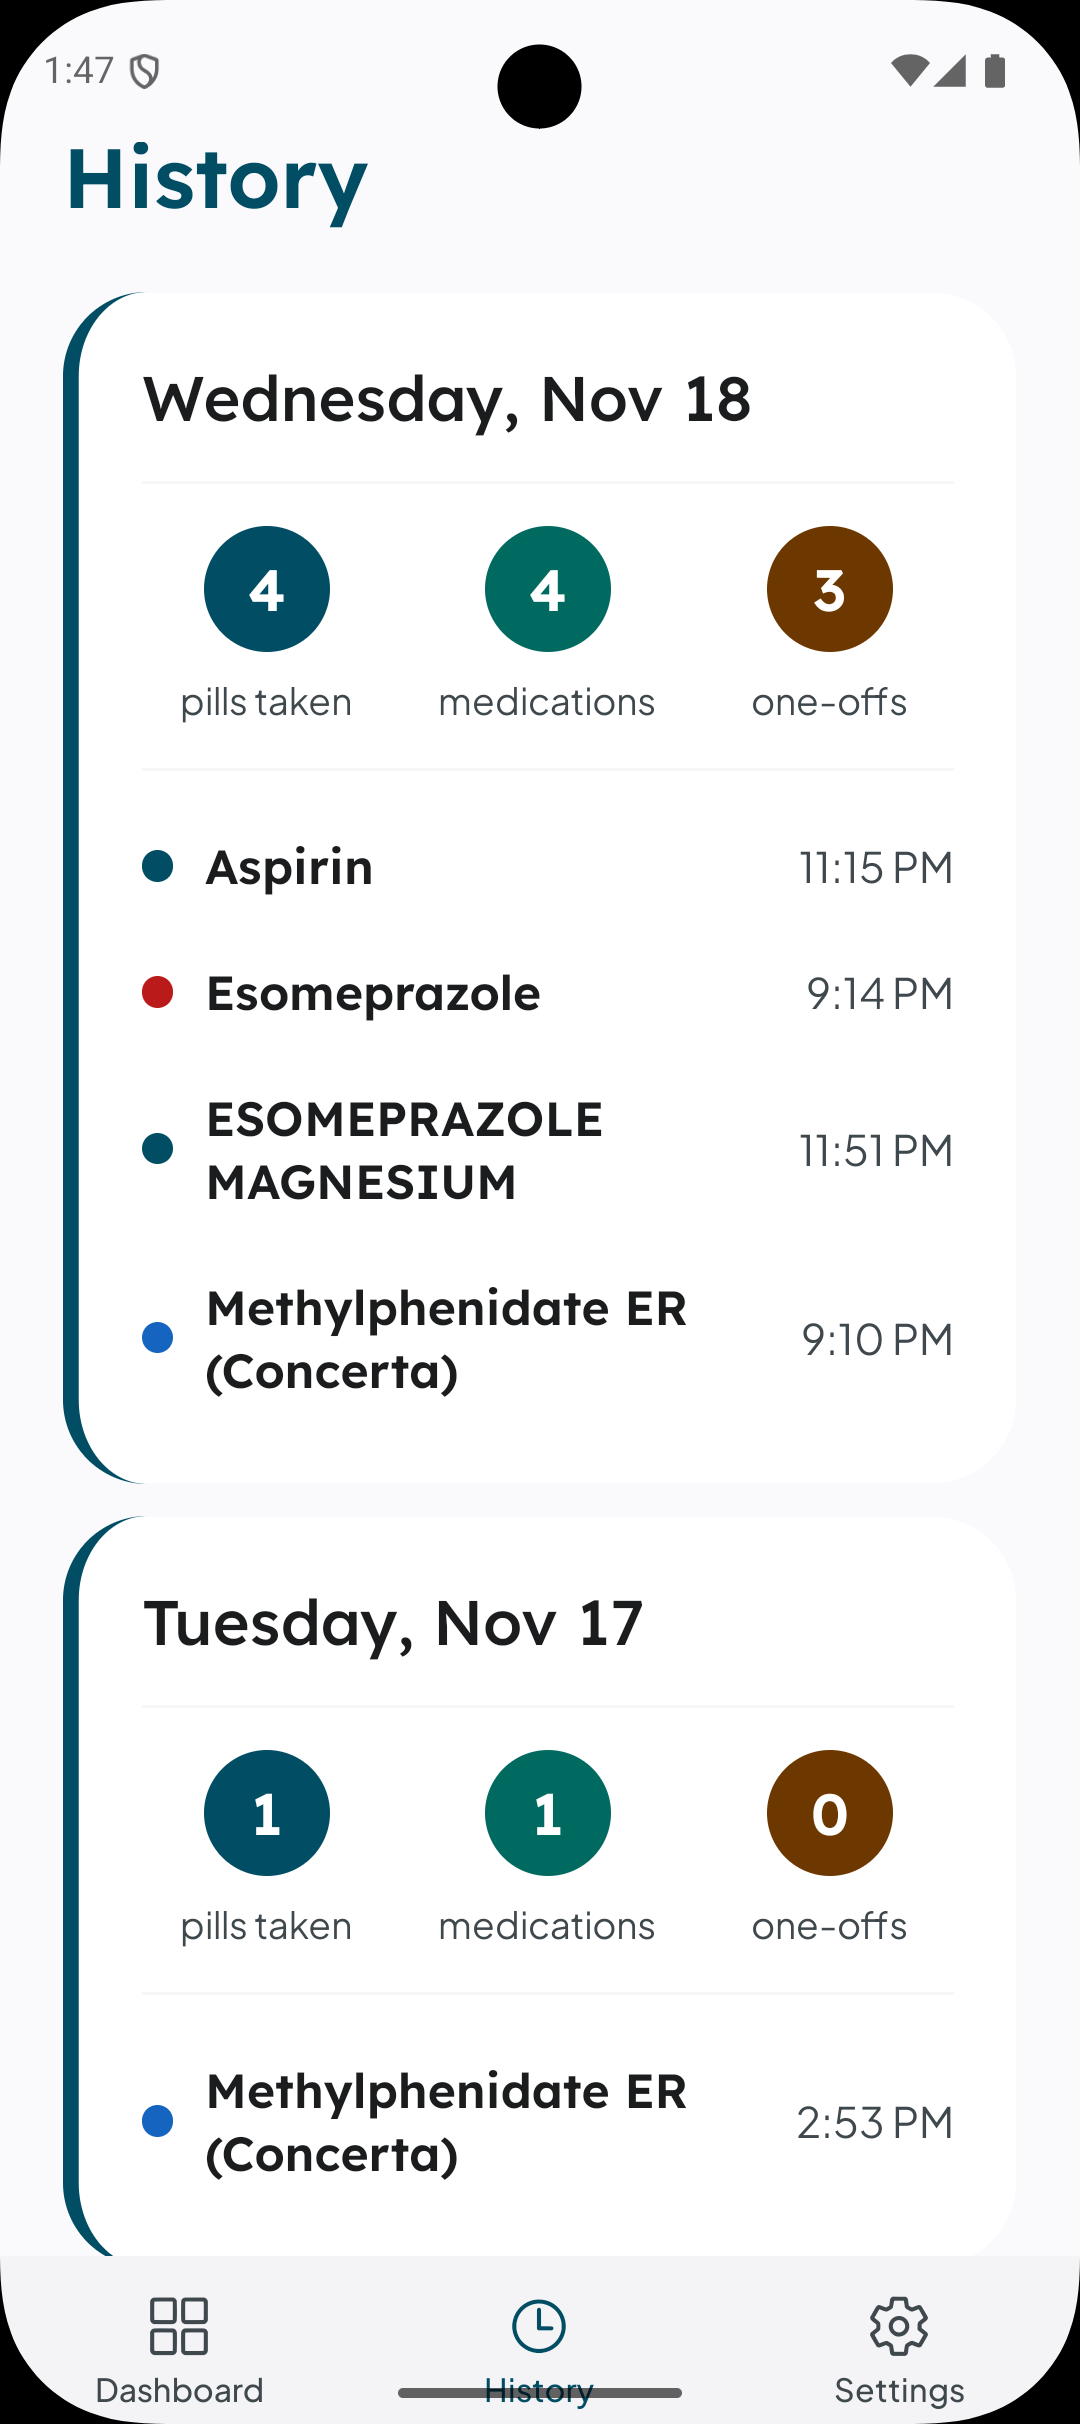 1:47
History
Wednesday, Nov 18
4 4 3
pills taken medications one-offs
Aspirin 11:15 PM
Esomeprazole 9:14 PM
ESOMEPRAZOLE
MAGNESIUM 11:51 PM
Methylphenidate ER
(Concerta) 9:10 PM
Tuesday, Nov 17
1 1 0
pills taken medications one-offs
Methylphenidate ER
(Concerta) 2:53 PM
Dashboard History Settings